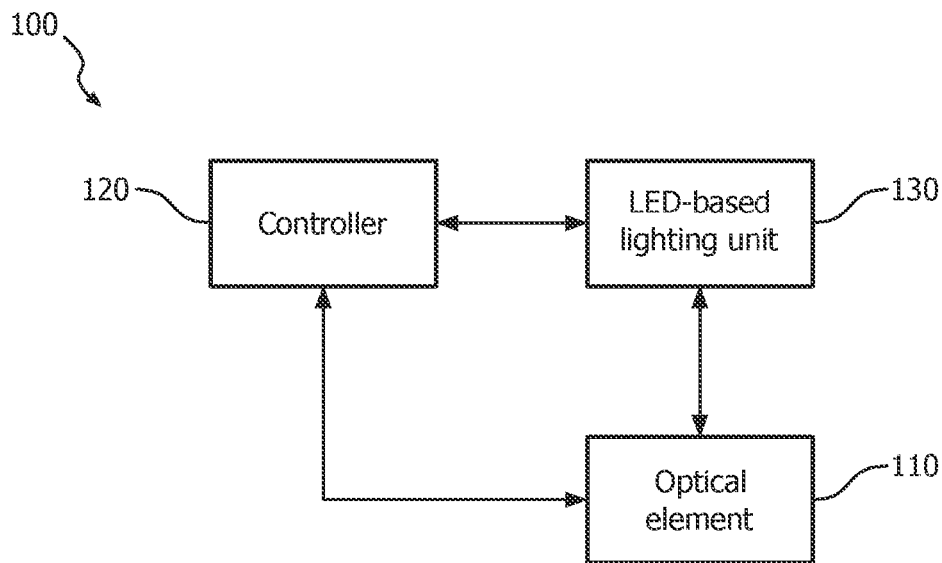 100
120
Controller
LED-based
lighting unit
130
Optical
element
110